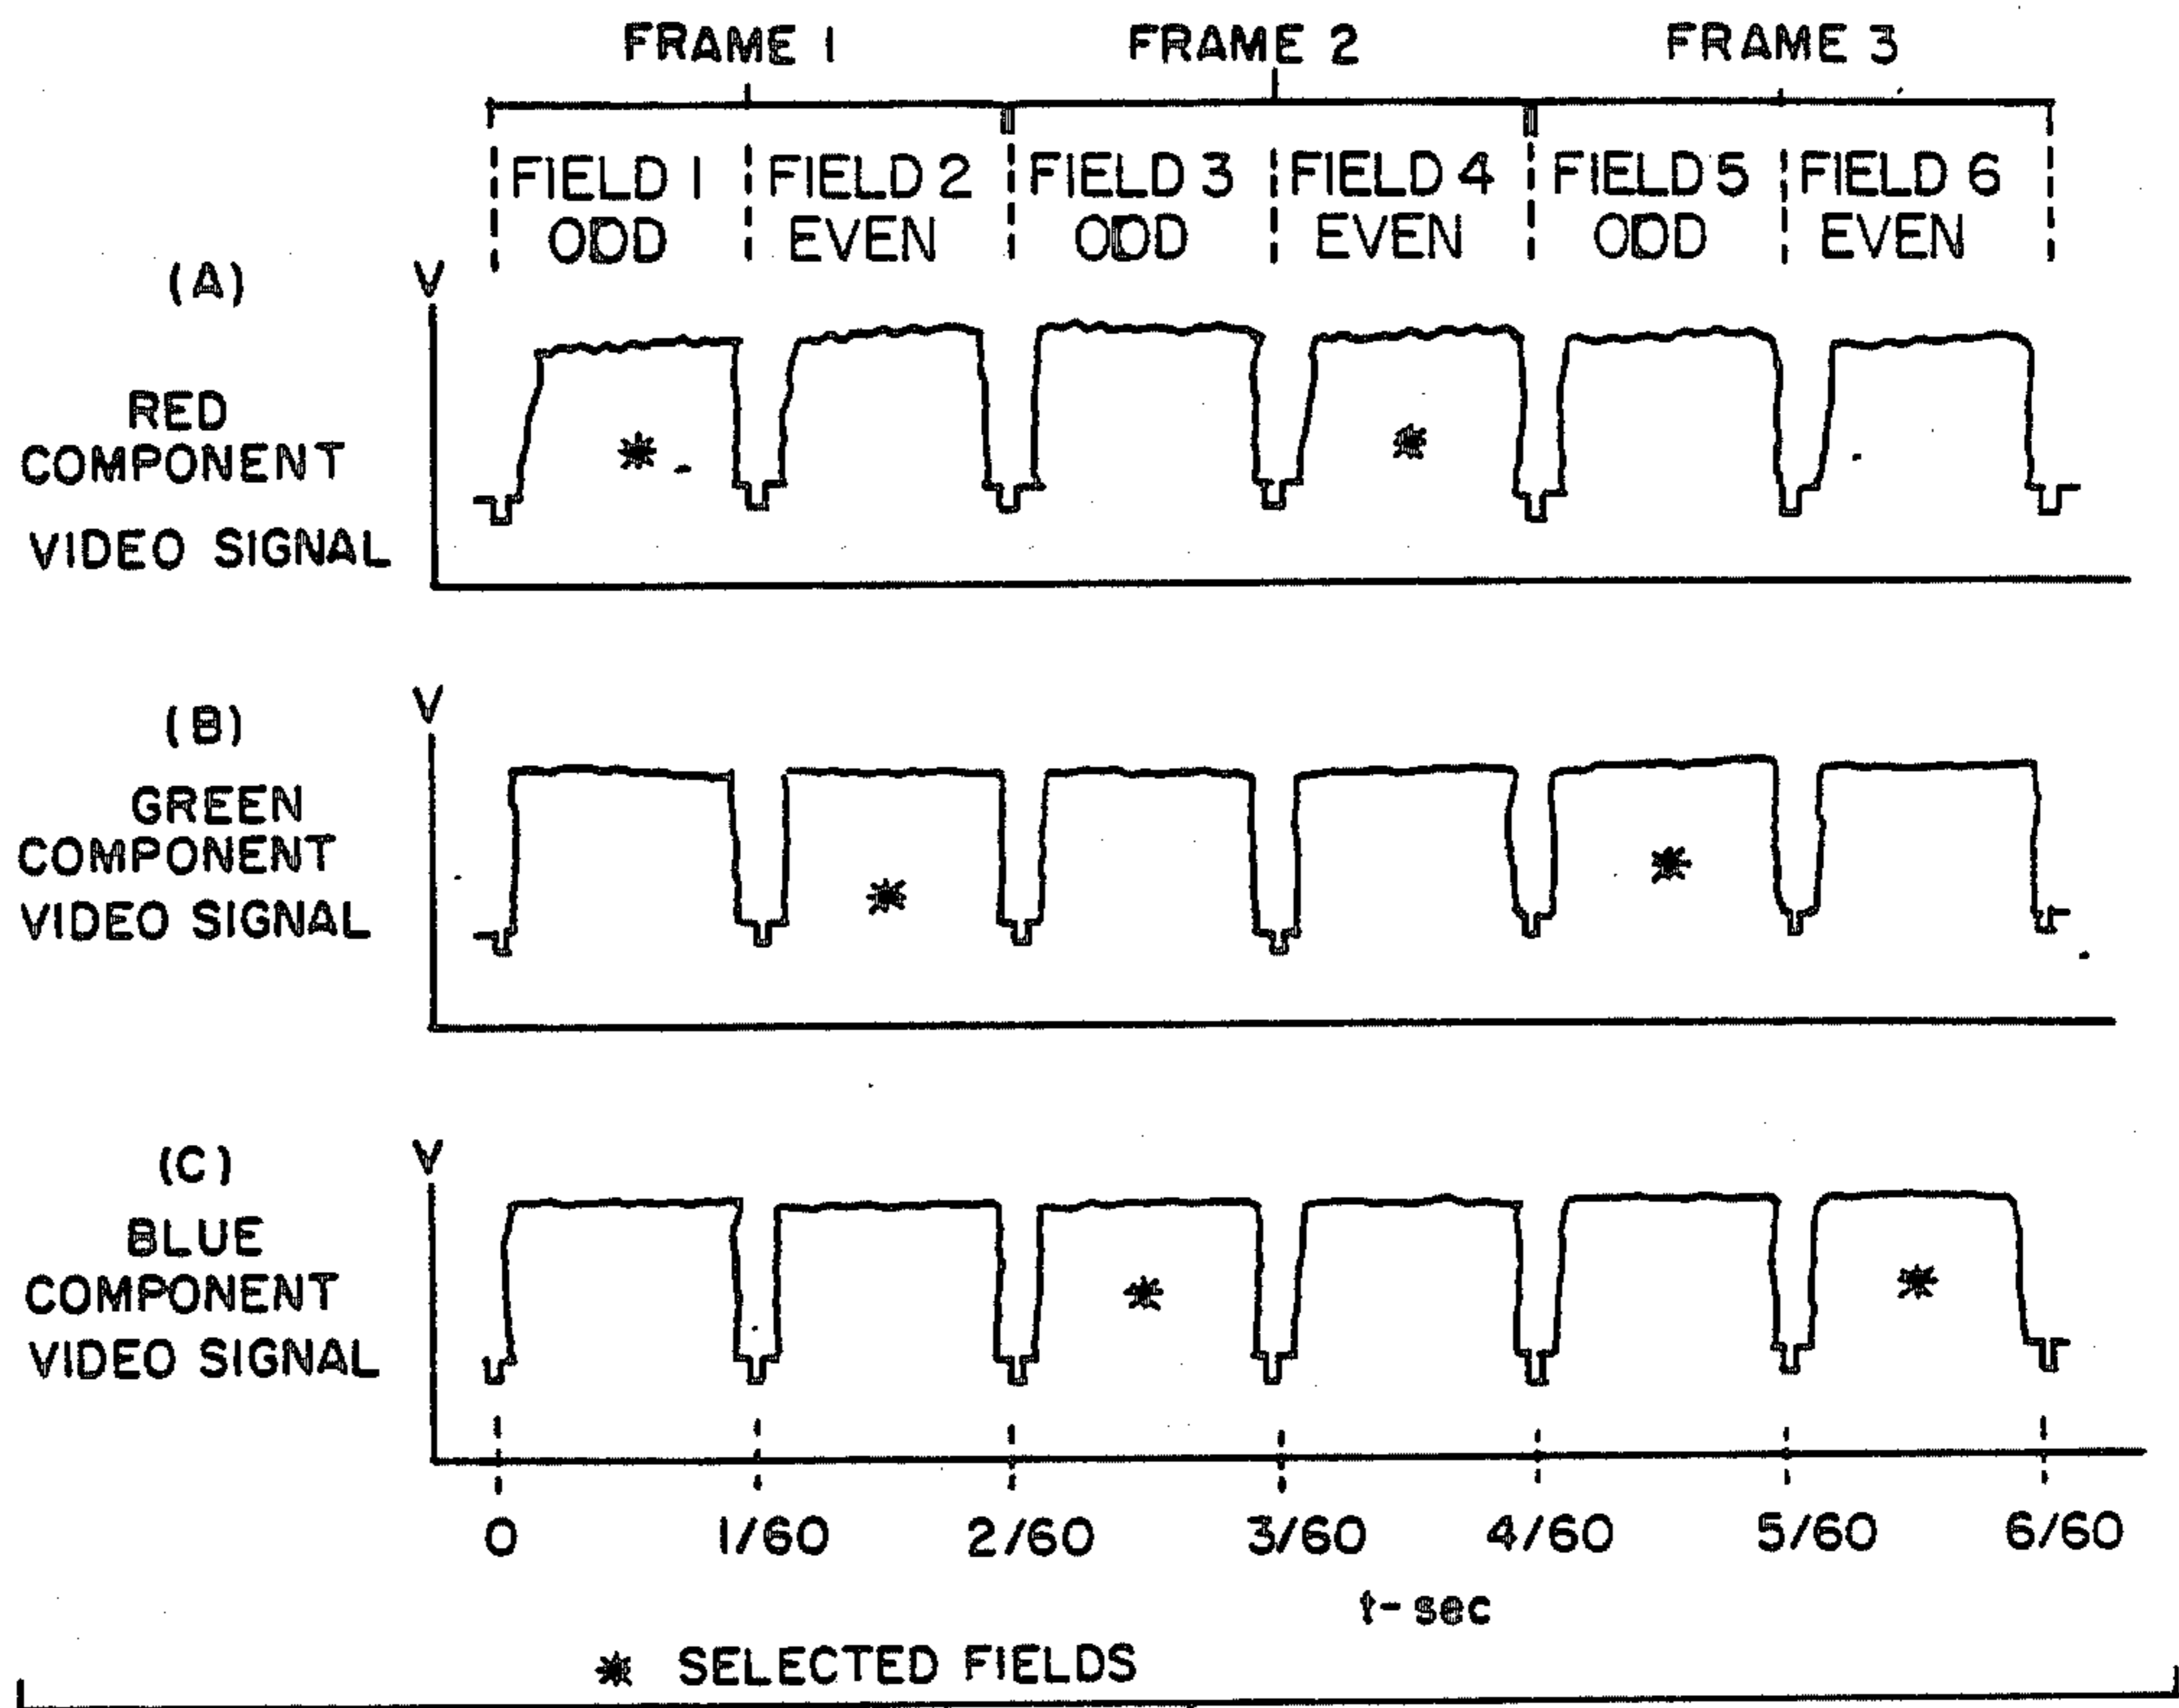 FRAME 1 FRAME 2 FRAME 3
FIELD 1 FIELD 2 FIELD 3 FIELD 4 FIELD 5 FIELD 6
ODD EVEN ODD EVEN ODD EVEN
(A)
V
RED
COMPONENT
VIDEO SIGNAL
V
(B)
GREEN
COMPONENT
VIDEO SIGNAL
V
(C)
BLUE
COMPONENT
VIDEO SIGNAL
0 1/60 2/60 3/60 4/60 5/60 6/60
t-sec
* SELECTED FIELDS